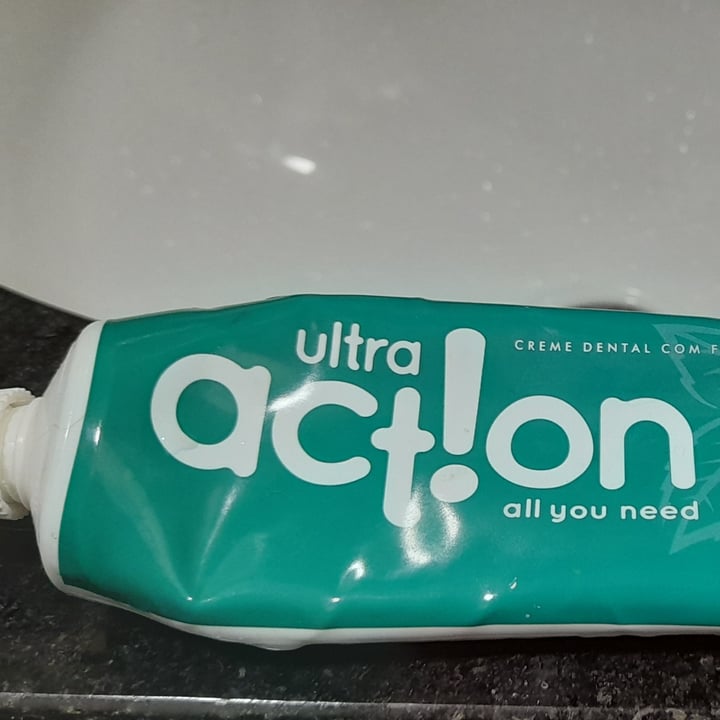 ultra
act!on
CREME DENTAL COM F
all you need